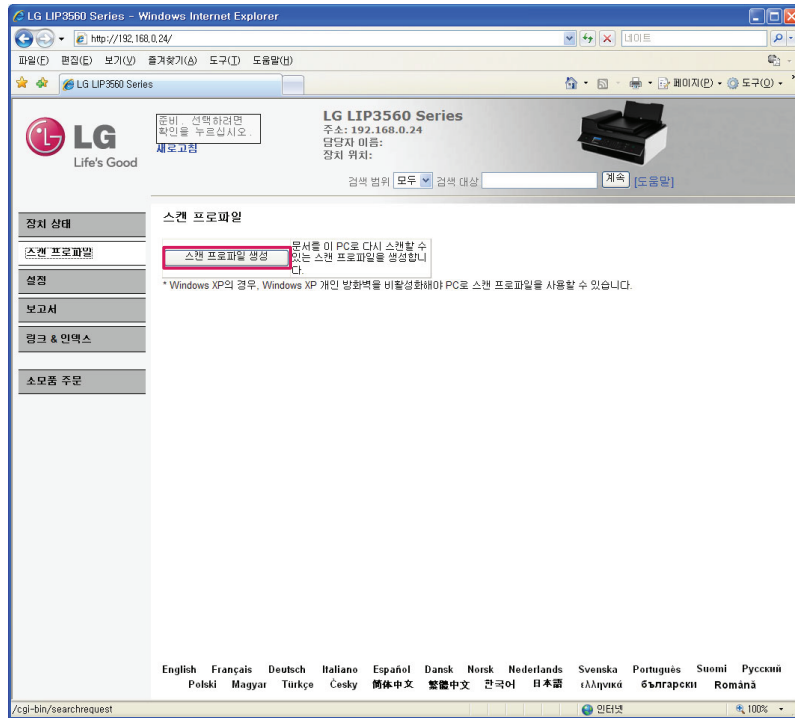 LG LIP3560 Series - Windows Internet Explorer
http://192,168,0,24/
네이트
파일(F) 편집(E) 보기(V) 즐겨찾기(A) 도구(T) 도움말(H)
LG LIP3560 Series
페이지(P) 도구(O)
LG
Life's Good
준비. 선택하려면
확인을 누르십시오.
새로고침
LG LIP3560 Series
주소: 192.168.0.24
담당자 이름:
장치 위치:
검색 범위 모두 검색 대상 계속 [도움말]
장치 상태
스캔 프로파일
설정
보고서
링크 & 인덱스
소모품 주문
스캔 프로파일
스캔 프로파일 생성
문서를 이 PC로 다시 스캔할 수
있는 스캔 프로파일을 생성합니
다.
* Windows XP의 경우, Windows XP 개인 방화벽을 비활성화해야 PC로 스캔 프로파일을 사용할 수 있습니다.
English Français Deutsch Italiano Español Dansk Norsk Nederlands Svenska Português Suomi Русский
Polski Magyar Türkçe Česky 简体中文 繁體中文 한국어 日本語 ελληνικά български Română
/cgi-bin/searchrequest 인터넷 100%